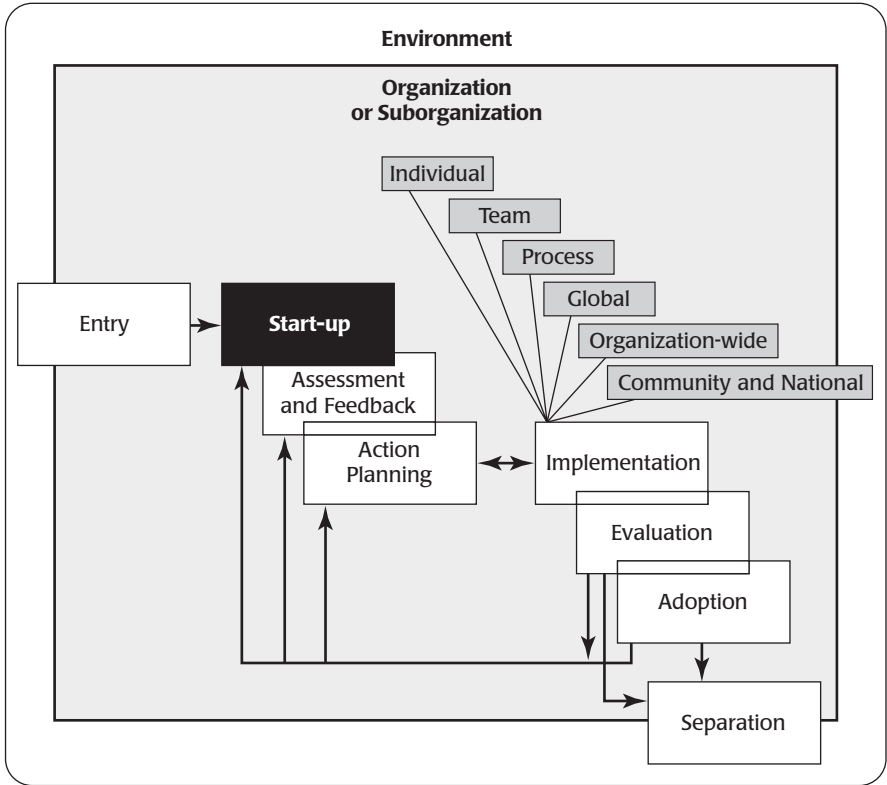 Environment
Organization
or Suborganization
Individual
Team
Process
Global
Organization-wide
Community and National
Entry
Start-up
Assessment
and Feedback
Action
Planning
Implementation
Evaluation
Adoption
Separation